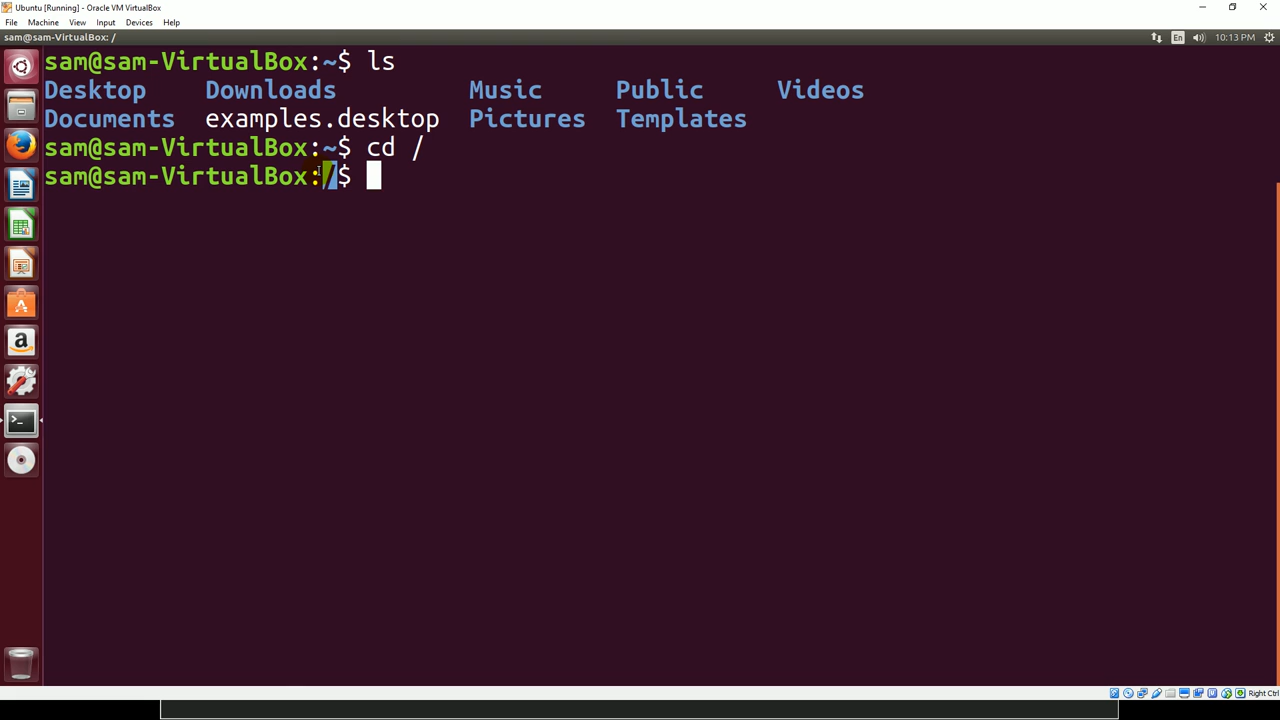 Ubuntu [Running] - Oracle VM VirtualBox
File Machine View Input Devices Help
sam@sam-VirtualBox: / En 10:13 PM
sam@sam-VirtualBox:~$ ls
Desktop Downloads Music Public Videos
Documents examples.desktop Pictures Templates
sam@sam-VirtualBox:~$ cd /
sam@sam-VirtualBox:/$
Right Ctrl